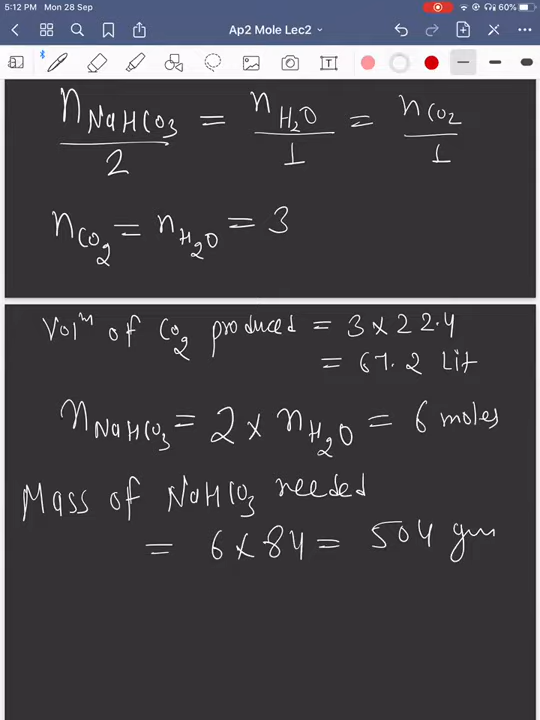 5:12 PM Mon 28 Sep
60%
Ap2 Mole Lec2
T
n_NaHCO3/2 = n_H2O/1 = n_CO2/1
n_CO2 = n_H2O = 3
Vol^m of CO2 produced = 3 x 22.4
= 67.2 Lit
n_NaHCO3 = 2 x n_H2O = 6 moles
Mass of NaHCO3 needed
= 6 x 84 = 504 gm